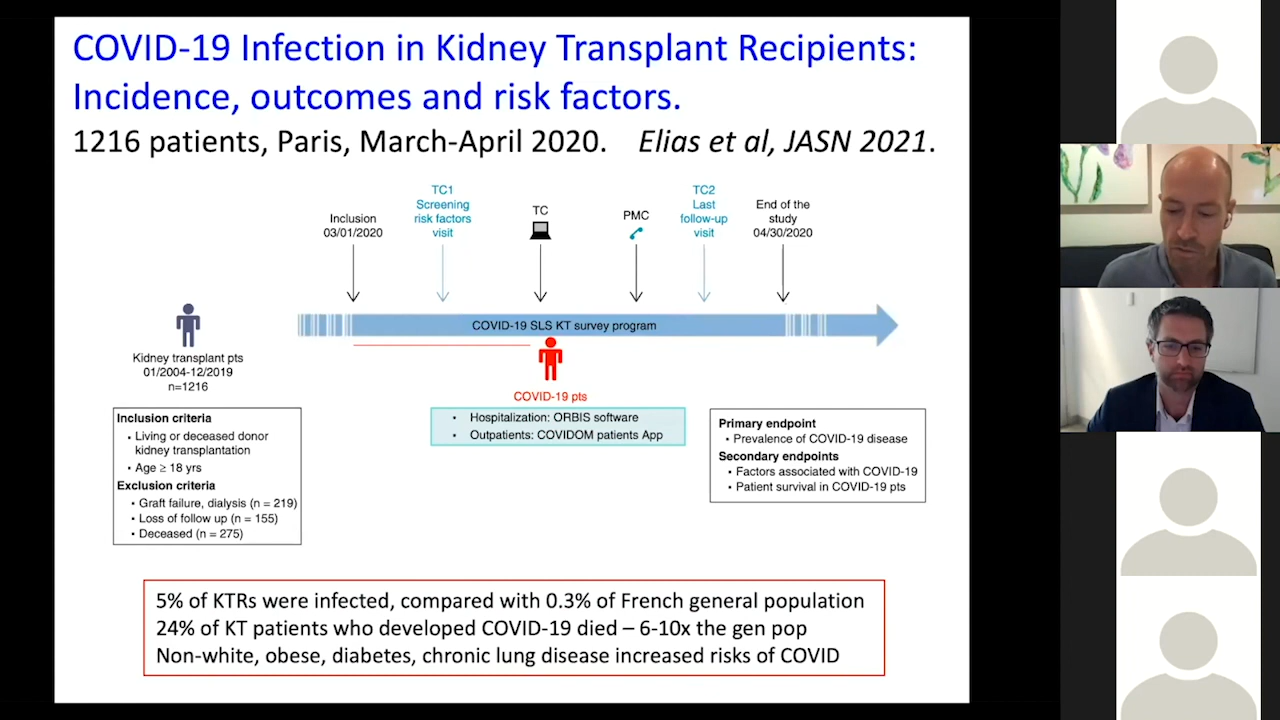 COVID-19 Infection in Kidney Transplant Recipients:
Incidence, outcomes and risk factors.
1216 patients, Paris, March-April 2020. Elias et al, JASN 2021.
Inclusion
03/01/2020
TC1
Screening
risk factors
visit
TC
PMC
TC2
Last
follow-up
visit
End of the
study
04/30/2020
COVID-19 SLS KT survey program
Kidney transplant pts
01/2004-12/2019
n=1216
COVID-19 pts
Inclusion criteria
• Living or deceased donor
kidney transplantation
• Age ≥ 18 yrs
Exclusion criteria
• Graft failure, dialysis (n = 219)
• Loss of follow up (n = 155)
• Deceased (n = 275)
• Hospitalization: ORBIS software
• Outpatients: COVIDOM patients App
Primary endpoint
• Prevalence of COVID-19 disease
Secondary endpoints
• Factors associated with COVID-19
• Patient survival in COVID-19 pts
5% of KTRs were infected, compared with 0.3% of French general population
24% of KT patients who developed COVID-19 died – 6-10x the gen pop
Non-white, obese, diabetes, chronic lung disease increased risks of COVID